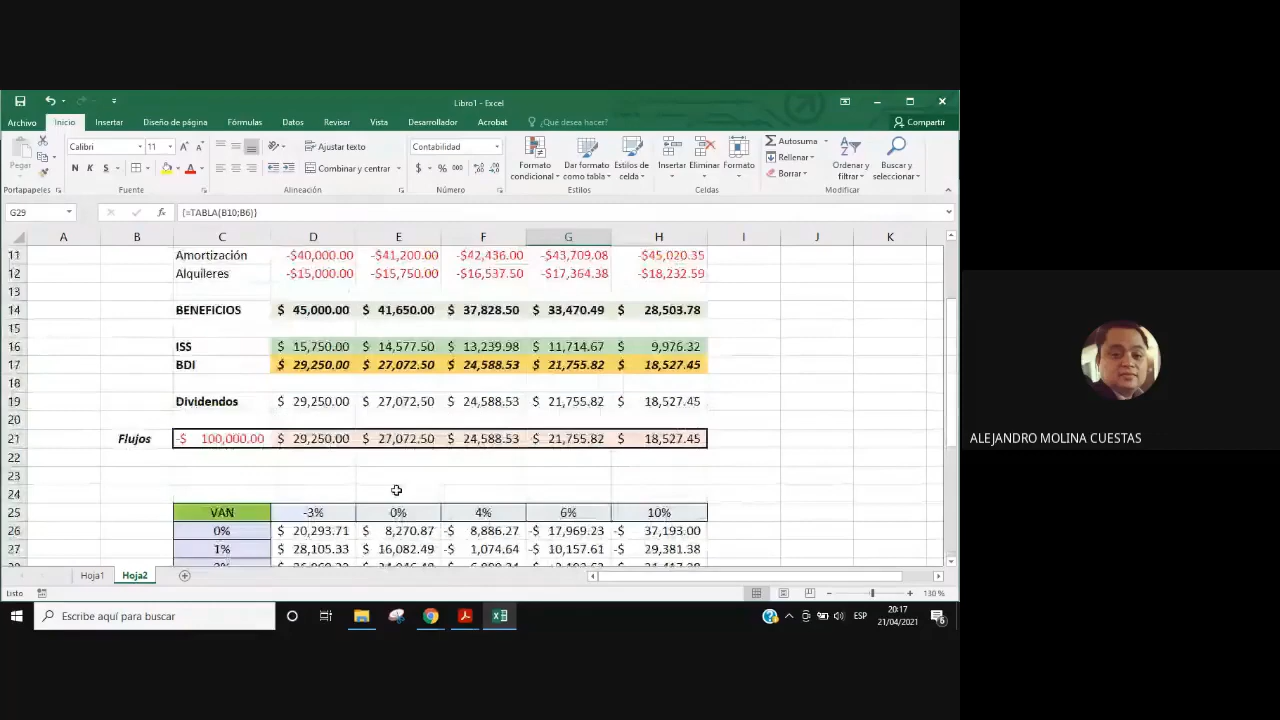 Libro1 - Excel
Archivo Inicio Insertar Diseño de página Fórmulas Datos Revisar Vista Desarrollador Acrobat ¿Qué desea hacer? Compartir
Pegar
Calibri 11
N K S
Ajustar texto
Combinar y centrar
Contabilidad
$ % 000
Formato condicional
Dar formato como tabla
Estilos de celda
Insertar Eliminar Formato
Autosuma
Rellenar
Borrar
Ordenar y filtrar
Buscar y seleccionar
Portapapeles Fuente Alineación Número Estilos Celdas Modificar
G29 fx {=TABLA(B10;B6)}
A B C D E F G H I J K
11 Amortización -$40,000.00 -$41,200.00 -$42,436.00 -$43,709.08 -$45,020.35
12 Alquileres -$15,000.00 -$15,750.00 -$16,537.50 -$17,364.38 -$18,232.59
13
14 BENEFICIOS $ 45,000.00 $ 41,650.00 $ 37,828.50 $ 33,470.49 $ 28,503.78
15
16 ISS $ 15,750.00 $ 14,577.50 $ 13,239.98 $ 11,714.67 $ 9,976.32
17 BDI $ 29,250.00 $ 27,072.50 $ 24,588.53 $ 21,755.82 $ 18,527.45
18
19 Dividendos $ 29,250.00 $ 27,072.50 $ 24,588.53 $ 21,755.82 $ 18,527.45
20
21 Flujos -$ 100,000.00 $ 29,250.00 $ 27,072.50 $ 24,588.53 $ 21,755.82 $ 18,527.45
22
23
24
25 VAN -3% 0% 4% 6% 10%
26 0% $ 20,293.71 $ 8,270.87 -$ 8,886.27 -$ 17,969.23 -$ 37,193.00
27 1% $ 28,105.33 $ 16,082.49 -$ 1,074.64 -$ 10,157.61 -$ 29,381.38
Hoja1 Hoja2
Listo 130 %
Escribe aquí para buscar
ESP
20:17
21/04/2021
6
ALEJANDRO MOLINA CUESTAS